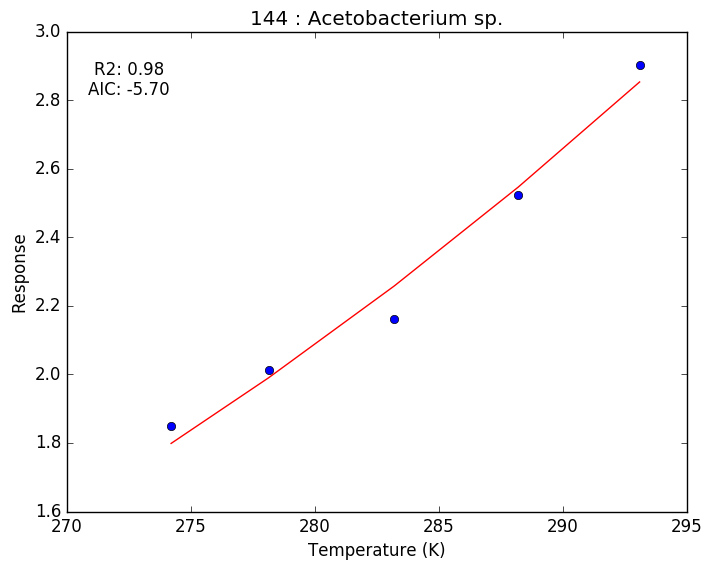 144 : Acetobacterium sp.
R2: 0.98
AIC: -5.70
Response
3.0
2.8
2.6
2.4
2.2
2.0
1.8
1.6
270 275 280 285 290 295
Temperature (K)